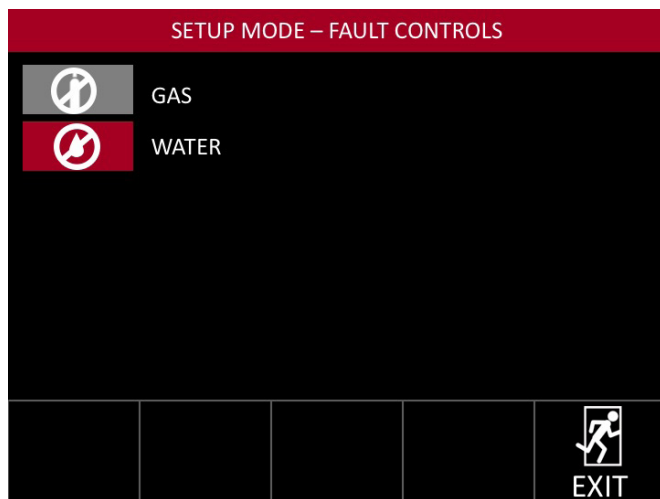 SETUP MODE – FAULT CONTROLS
GAS
WATER
EXIT